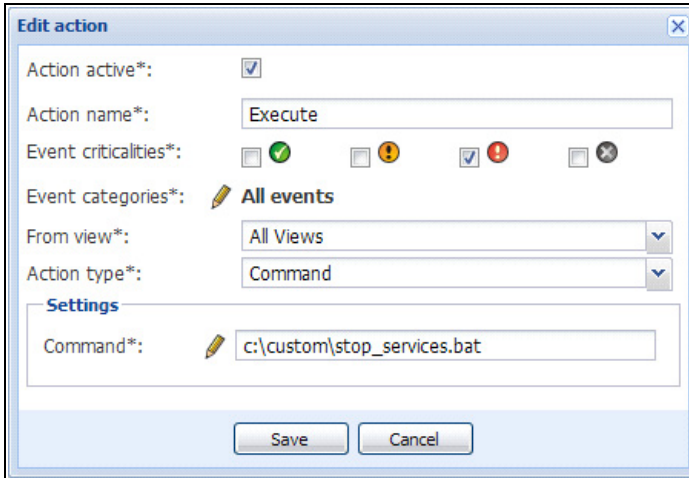 Edit action
Action active*:
Action name*: Execute
Event criticalities*:
Event categories*: All events
From view*: All Views
Action type*: Command
Settings
Command*: c:\custom\stop_services.bat
Save Cancel